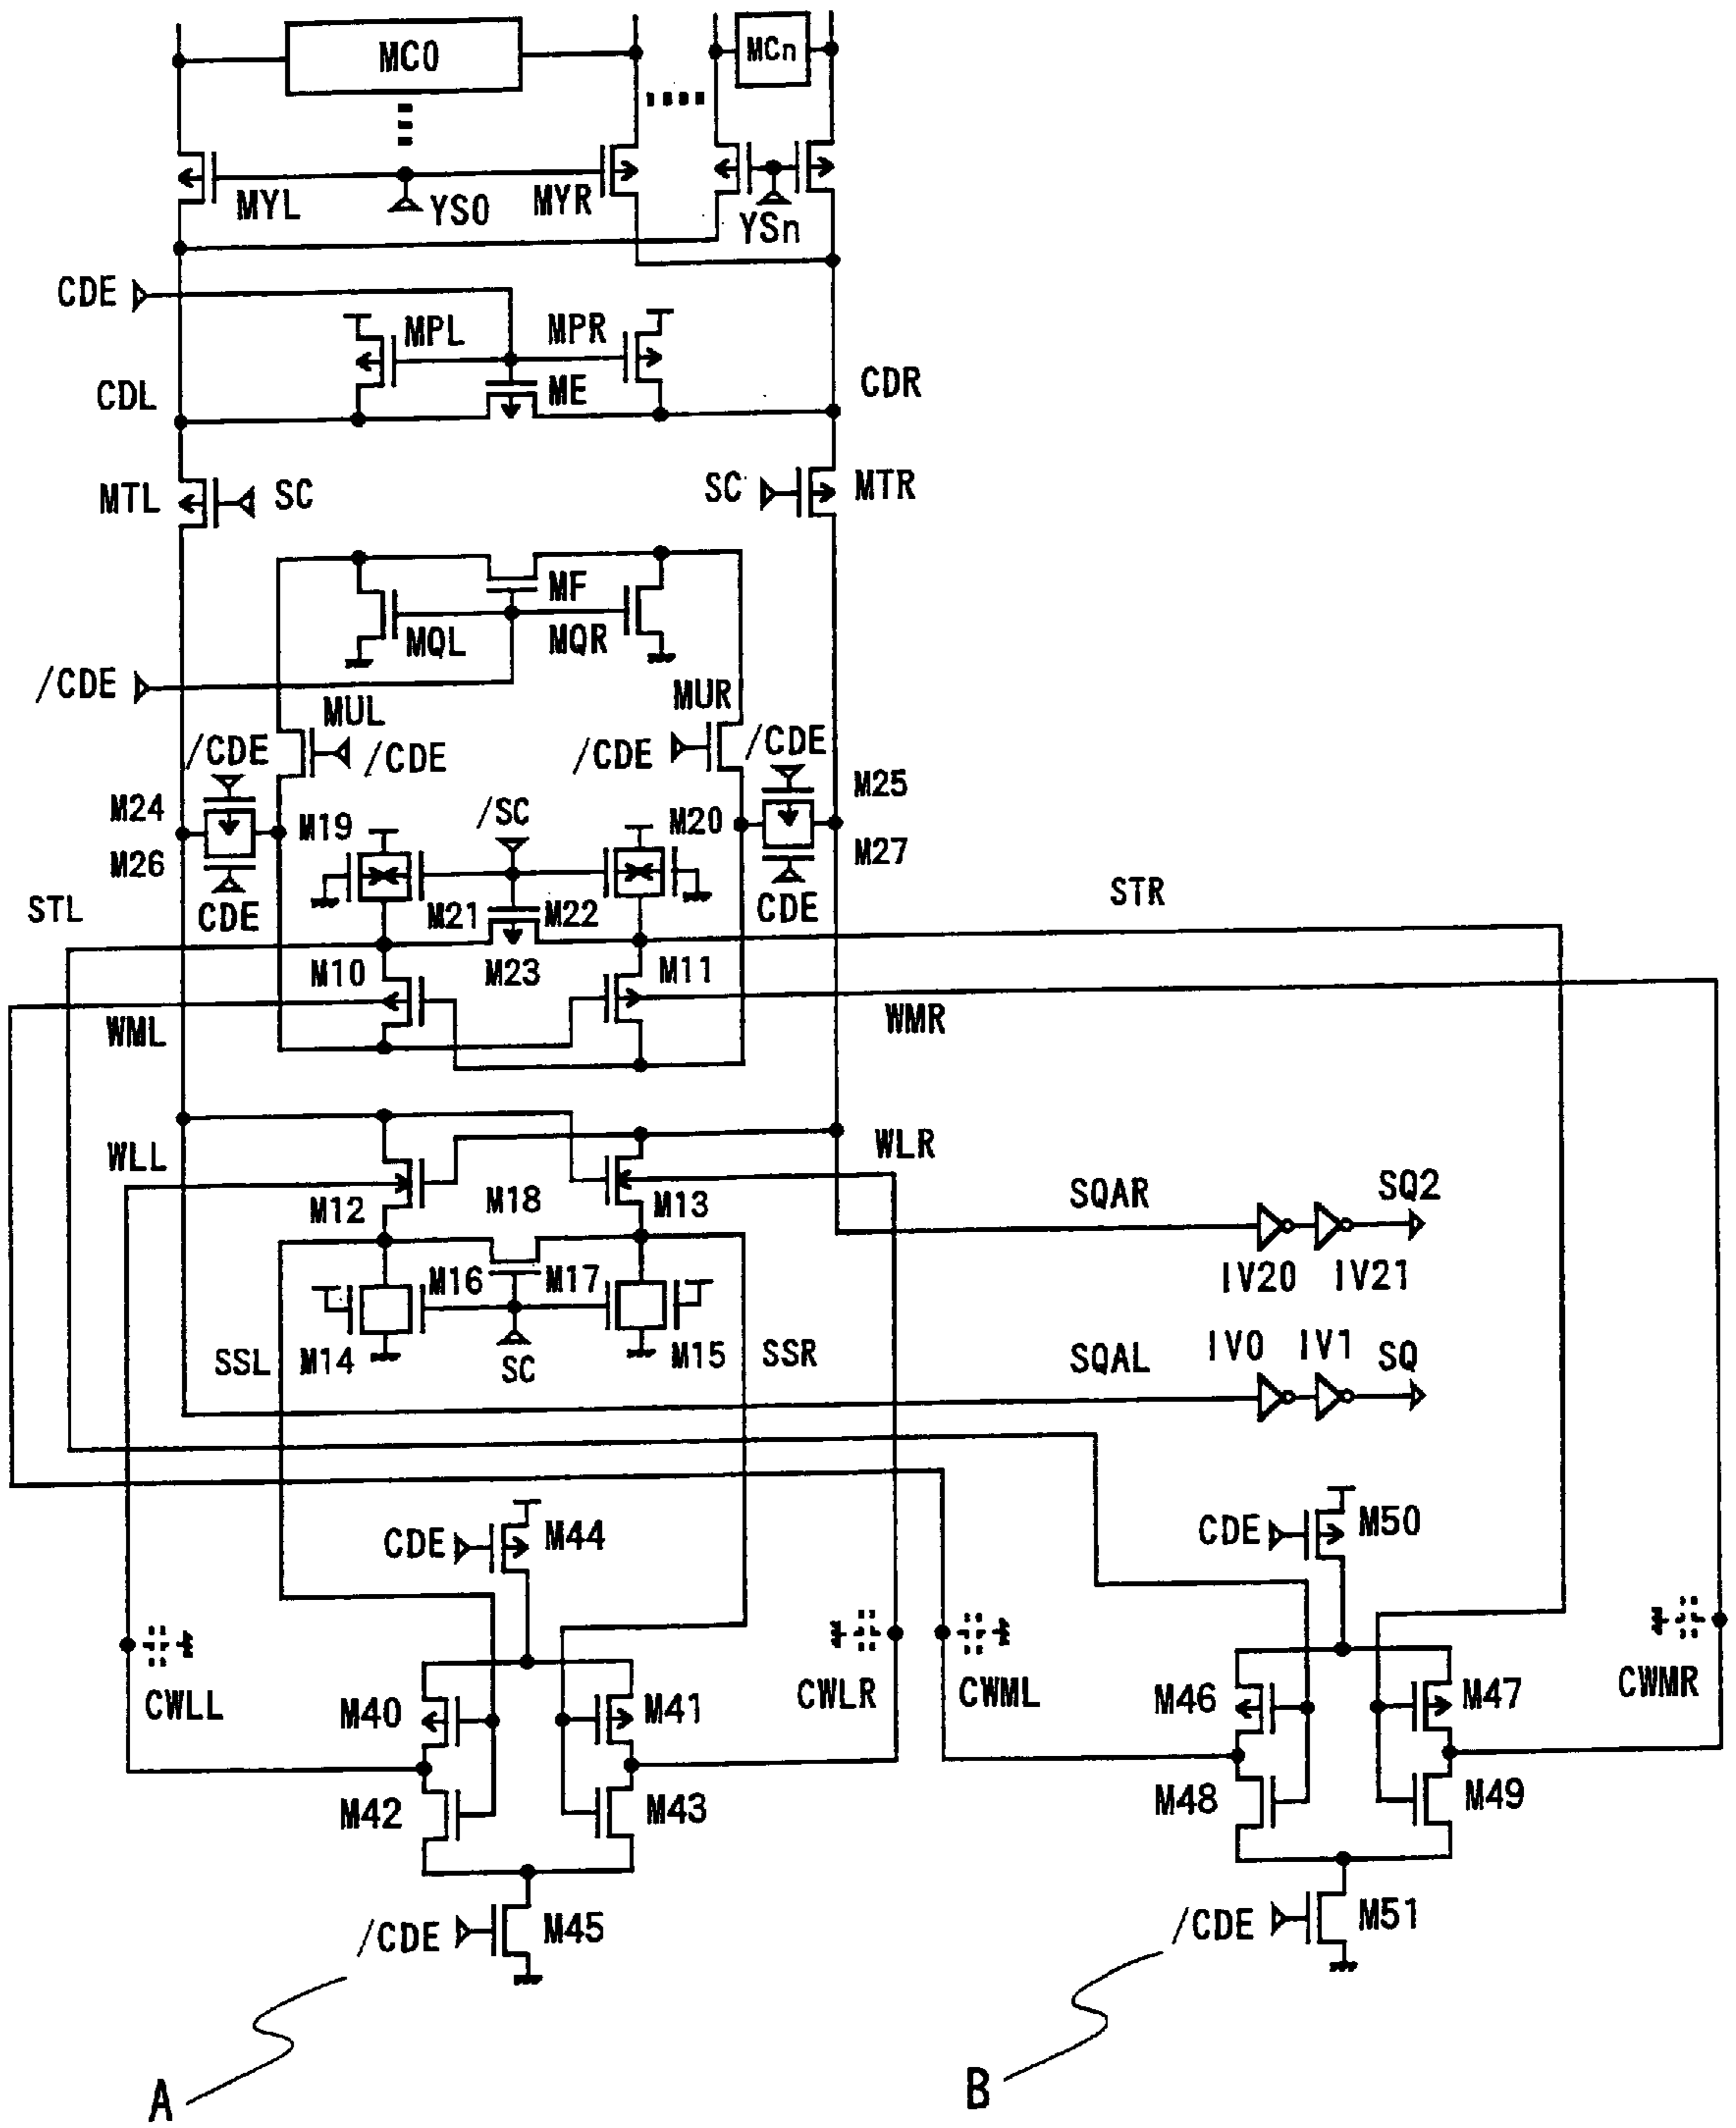 MC0
MCn
MYL
YS0
MYR
YSn
CDE
MPL
MPR
CDL
ME
CDR
MTL
SC
SC
MTR
MF
MQL
MQR
/CDE
MUL
MUR
/CDE
/CDE
/CDE
/CDE
M24
M25
M19
/SC
M20
M26
M27
CDE
CDE
STL
M21
M22
STR
M10
M23
M11
WML
WMR
WLL
WLR
M12
M18
M13
SQAR
SQ2
M16
M17
IV20
IV21
SSL
M14
SC
M15
SSR
SQAL
IV0
IV1
SQ
CDE
M44
CDE
M50
CWLL
M40
M41
CWLR
CWML
M46
M47
CWMR
M42
M43
M48
M49
/CDE
M45
/CDE
M51
A
B